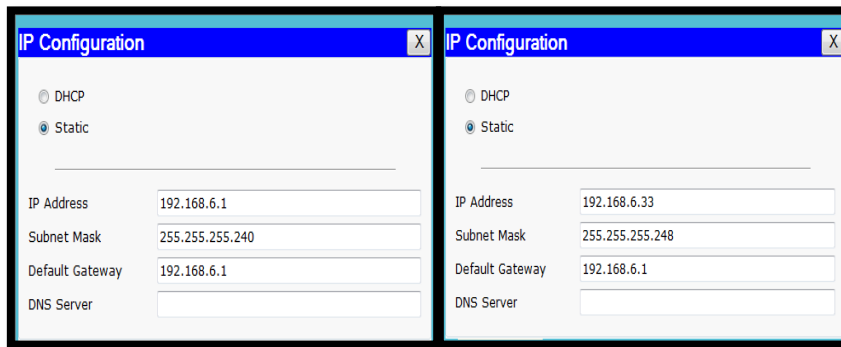 IP Configuration X
DHCP
Static
IP Address 192.168.6.1
Subnet Mask 255.255.255.240
Default Gateway 192.168.6.1
DNS Server
IP Configuration X
DHCP
Static
IP Address 192.168.6.33
Subnet Mask 255.255.255.248
Default Gateway 192.168.6.1
DNS Server